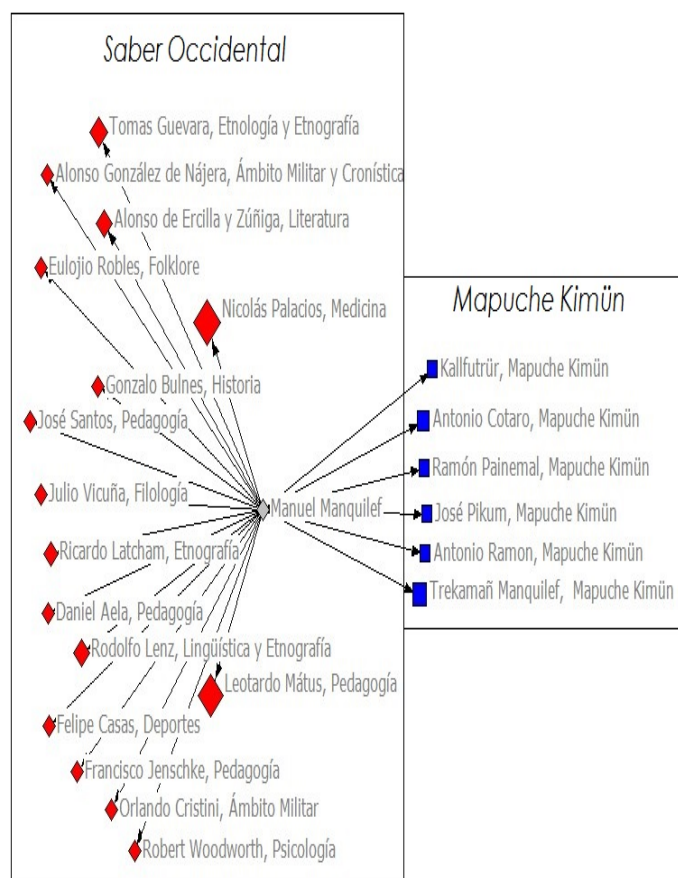 Saber Occidental
Tomas Guevara, Etnología y Etnografía
Alonso González de Nájera, Ámbito Militar y Cronística
Alonso de Ercilla y Zúñiga, Literatura
Eulojio Robles, Folklore
Nicolás Palacios, Medicina
Gonzalo Bulnes, Historia
José Santos, Pedagogía
Julio Vicuña, Filología
Manuel Manquilef
Ricardo Latcham, Etnografía
Daniel Aela, Pedagogía
Rodolfo Lenz, Lingüística y Etnografía
Leotardo Mátus, Pedagogía
Felipe Casas, Deportes
Francisco Jenschke, Pedagogía
Orlando Cristini, Ámbito Militar
Robert Woodworth, Psicología
Mapuche Kimün
Kallfutrür, Mapuche Kimün
Antonio Cotaro, Mapuche Kimün
Ramón Painemal, Mapuche Kimün
José Pikum, Mapuche Kimün
Antonio Ramon, Mapuche Kimün
Trekamañ Manquilef, Mapuche Kimün